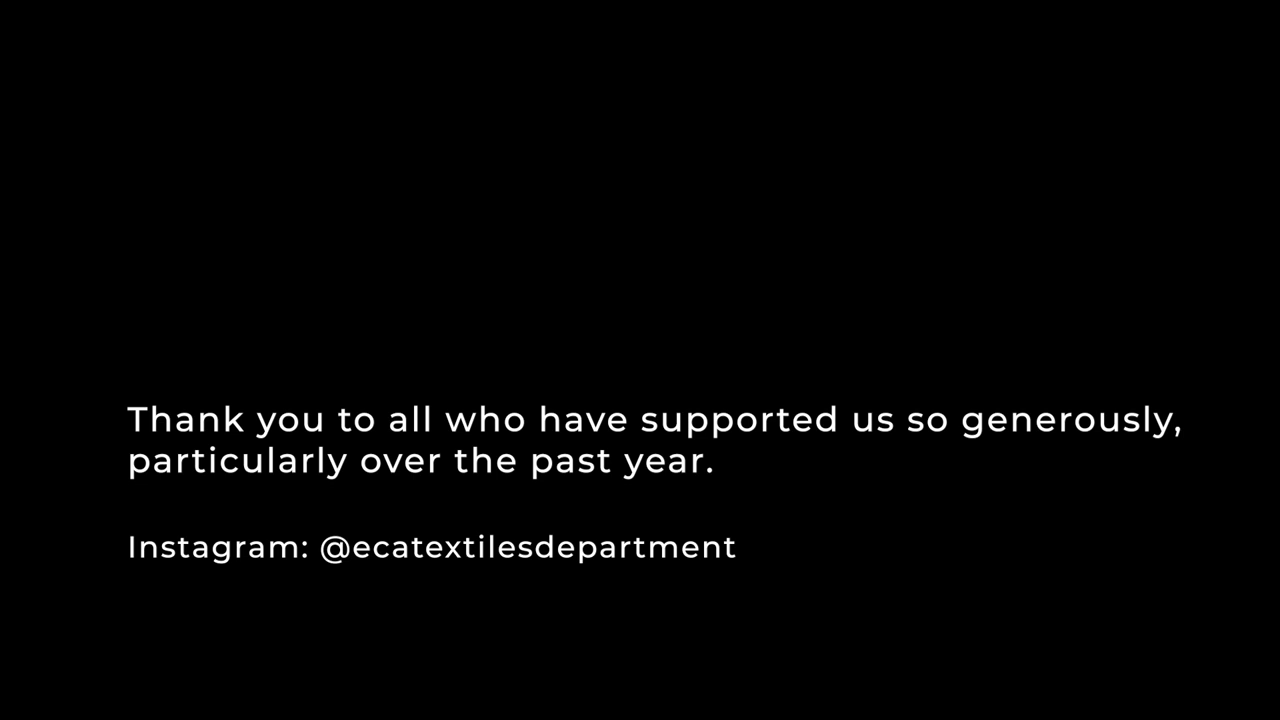 Thank you to all who have supported us so generously,
particularly over the past year.
Instagram: @ecatextilesdepartment